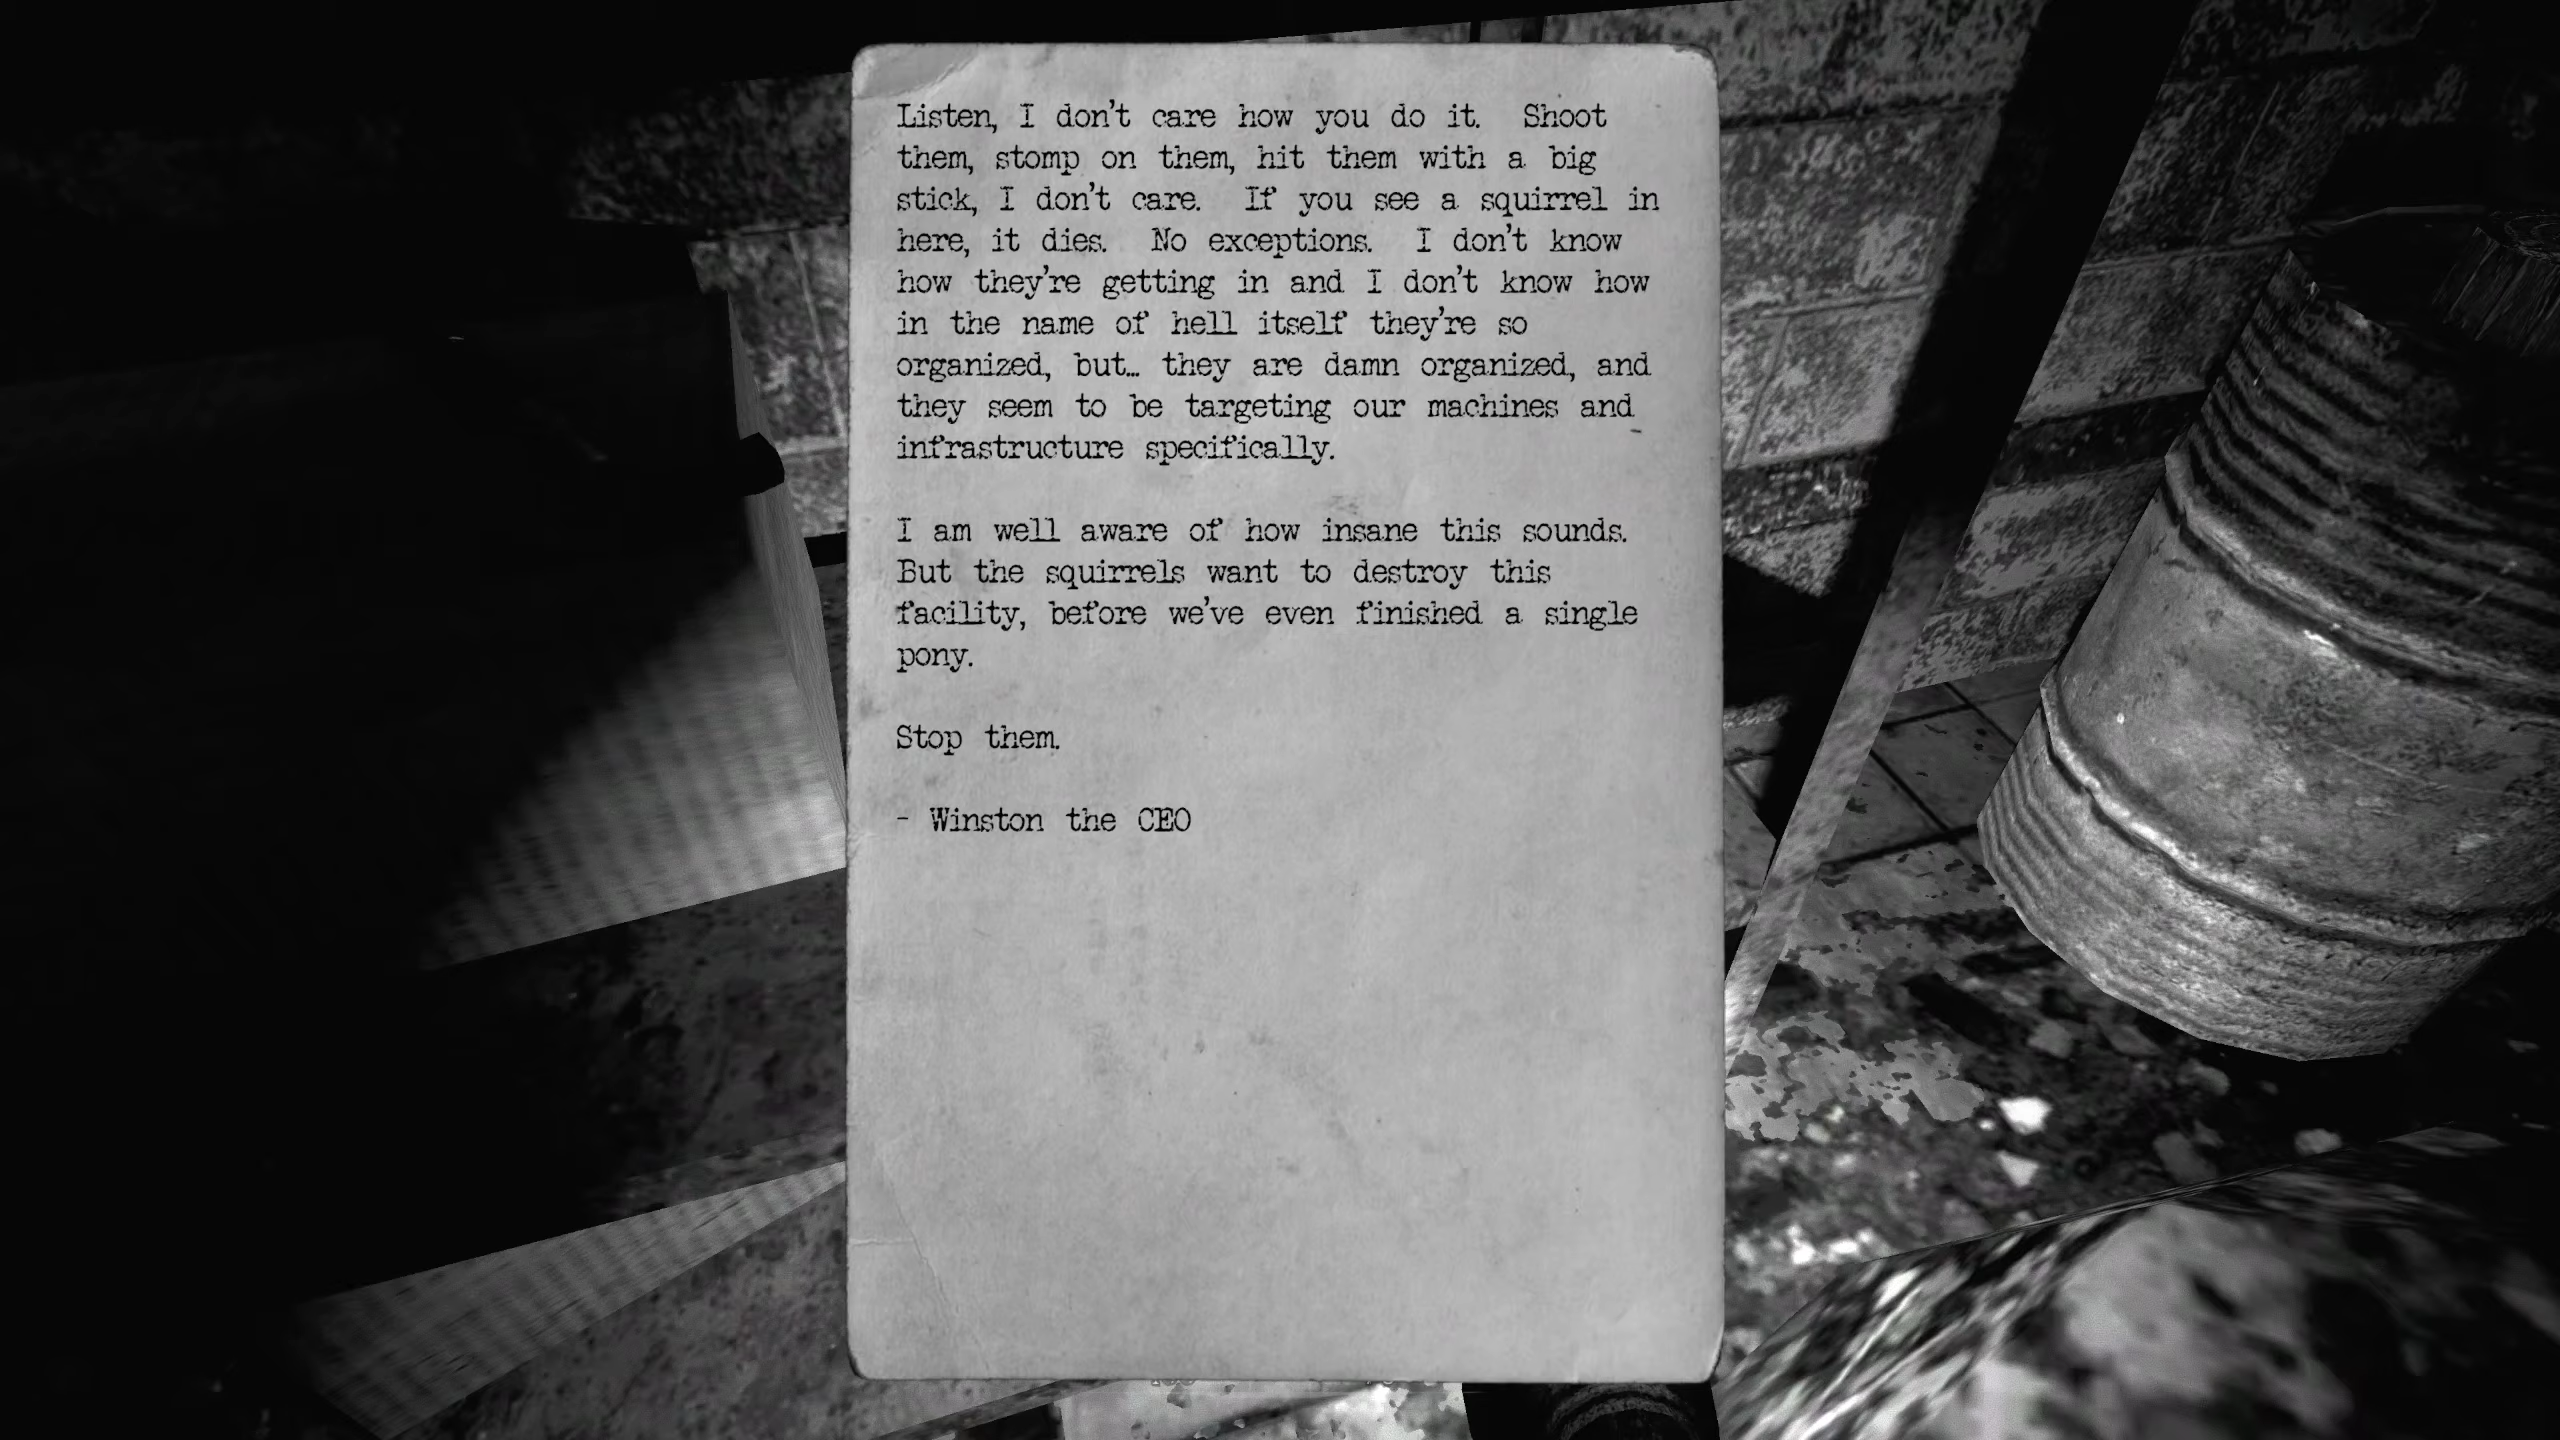 Listen, I don't care how you do it.  Shoot
them, stomp on them, hit them with a big
stick, I don't care.  If you see a squirrel in
here, it dies.  No exceptions.  I don't know
how they're getting in and I don't know how
in the name of hell itself they're so
organized, but… they are damn organized, and
they seem to be targeting our machines and
infrastructure specifically.

I am well aware of how insane this sounds.
But the squirrels want to destroy this
facility, before we've even finished a single
pony.

Stop them.

- Winston the CEO